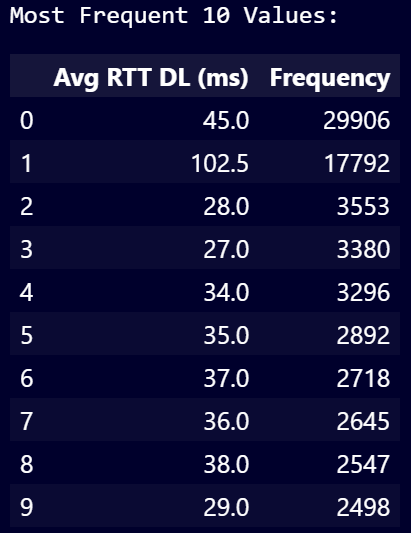 Most Frequent 10 Values:
Avg RTT DL (ms) Frequency
0 45.0 29906
1 102.5 17792
2 28.0 3553
3 27.0 3380
4 34.0 3296
5 35.0 2892
6 37.0 2718
7 36.0 2645
8 38.0 2547
9 29.0 2498